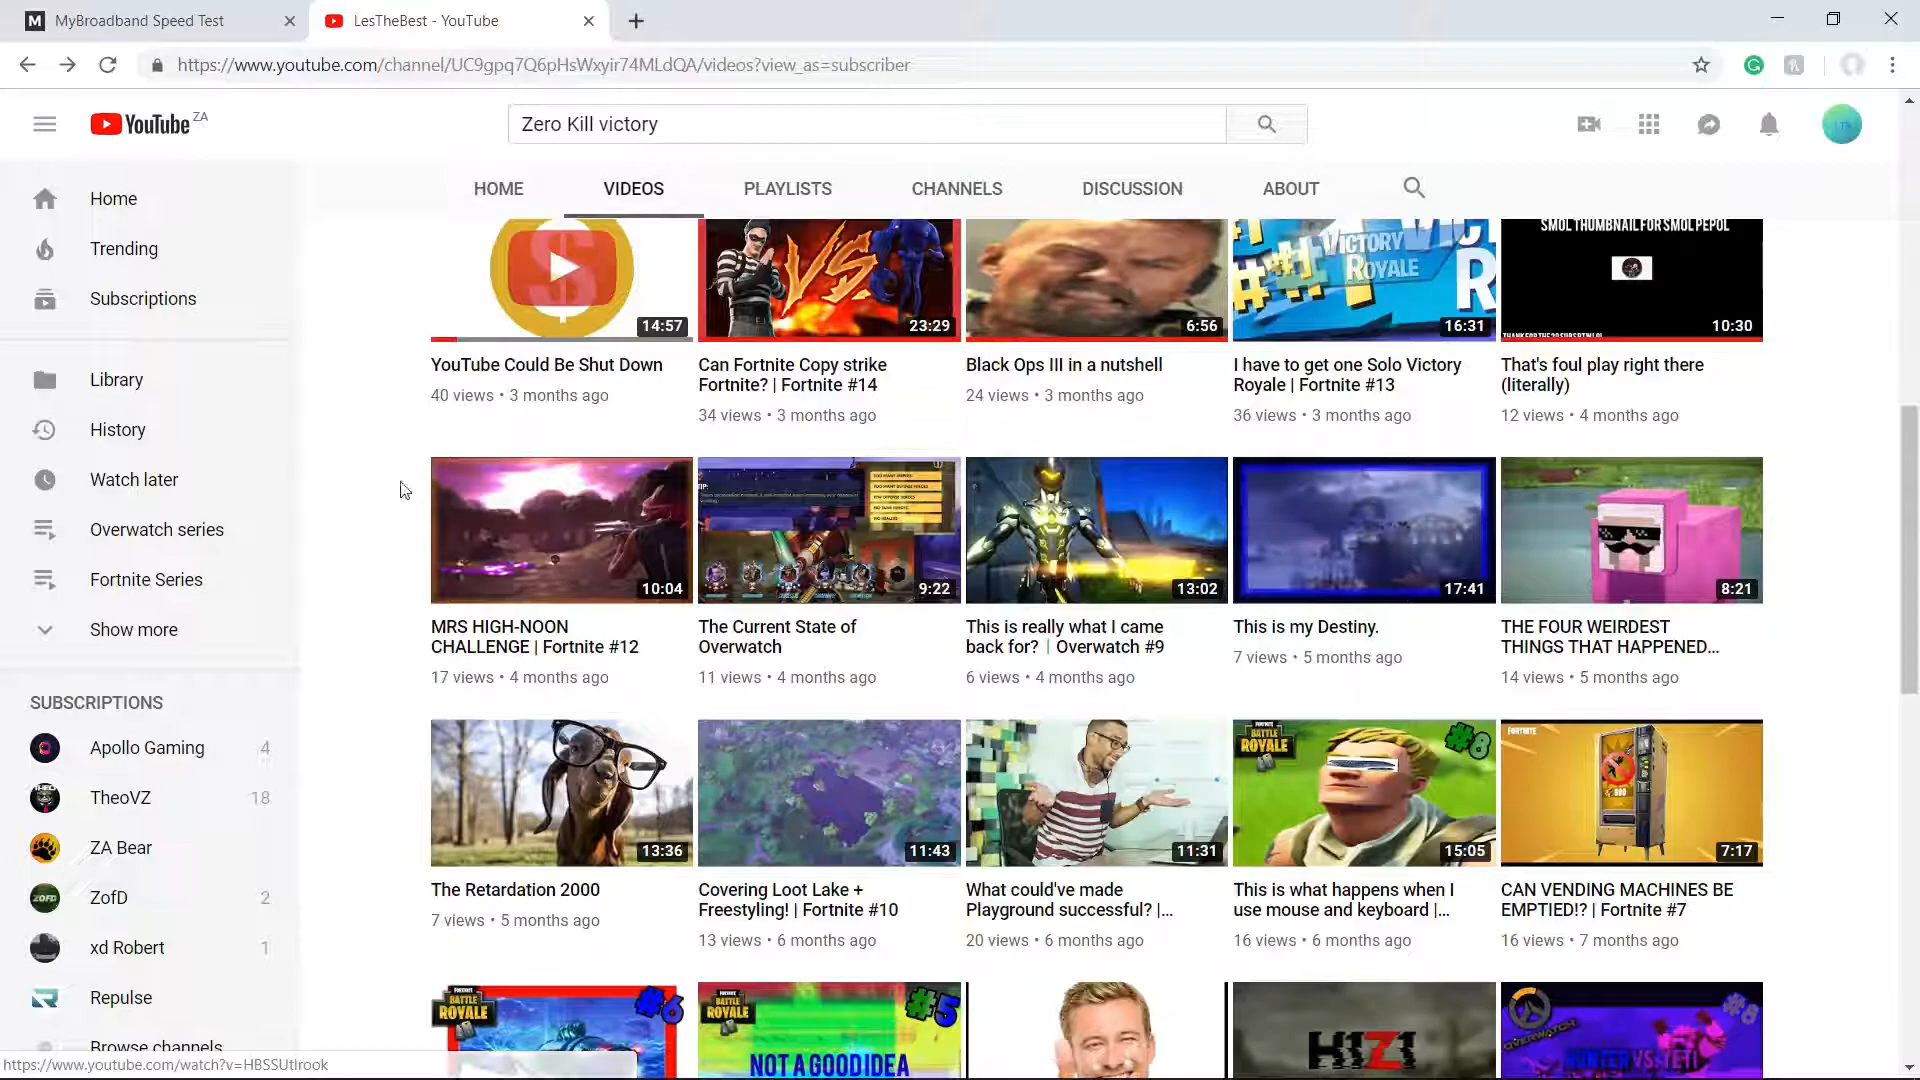 MyBroadband Speed Test
LesTheBest - YouTube
https://www.youtube.com/channel/UC9gpq7Q6pHsWxyir74MLdQA/videos?view_as=subscriber
YouTube ZA
Zero Kill victory
HOME
VIDEOS
PLAYLISTS
CHANNELS
DISCUSSION
ABOUT
Home
Trending
Subscriptions
Library
History
Watch later
Overwatch series
Fortnite Series
Show more
SUBSCRIPTIONS
Apollo Gaming 4
TheoVZ 18
ZA Bear
ZofD 2
xd Robert 1
Repulse
Browse channels
14:57
YouTube Could Be Shut Down
40 views • 3 months ago
VS
23:29
Can Fortnite Copy strike
Fortnite? | Fortnite #14
34 views • 3 months ago
6:56
Black Ops III in a nutshell
24 views • 3 months ago
VICTORY
ROYALE
16:31
I have to get one Solo Victory
Royale | Fortnite #13
36 views • 3 months ago
SMOL THUMBNAIL FOR SMOL PEPOL
10:30
That's foul play right there
(literally)
12 views • 4 months ago
10:04
MRS HIGH-NOON
CHALLENGE | Fortnite #12
17 views • 4 months ago
9:22
The Current State of
Overwatch
11 views • 4 months ago
13:02
This is really what I came
back for? | Overwatch #9
6 views • 4 months ago
17:41
This is my Destiny.
7 views • 5 months ago
8:21
THE FOUR WEIRDEST
THINGS THAT HAPPENED...
14 views • 5 months ago
13:36
The Retardation 2000
7 views • 5 months ago
11:43
Covering Loot Lake +
Freestyling! | Fortnite #10
13 views • 6 months ago
11:31
What could've made
Playground successful? |...
20 views • 6 months ago
BATTLE
ROYALE
#8
15:05
This is what happens when I
use mouse and keyboard |...
16 views • 6 months ago
FORTNITE
7:17
CAN VENDING MACHINES BE
EMPTIED!? | Fortnite #7
16 views • 7 months ago
BATTLE
ROYALE
#6
BATTLE
ROYALE
#5
NOT A GOOD IDEA
H1Z1
OVERWATCH
#8
HUNTER VS YETI
https://www.youtube.com/watch?v=HBSSUtIrook